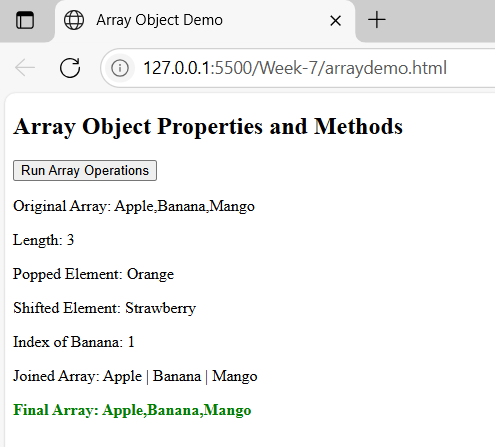 Array Object Demo
127.0.0.1:5500/Week-7/arraydemo.html
Array Object Properties and Methods
Run Array Operations
Original Array: Apple,Banana,Mango
Length: 3
Popped Element: Orange
Shifted Element: Strawberry
Index of Banana: 1
Joined Array: Apple | Banana | Mango
Final Array: Apple,Banana,Mango